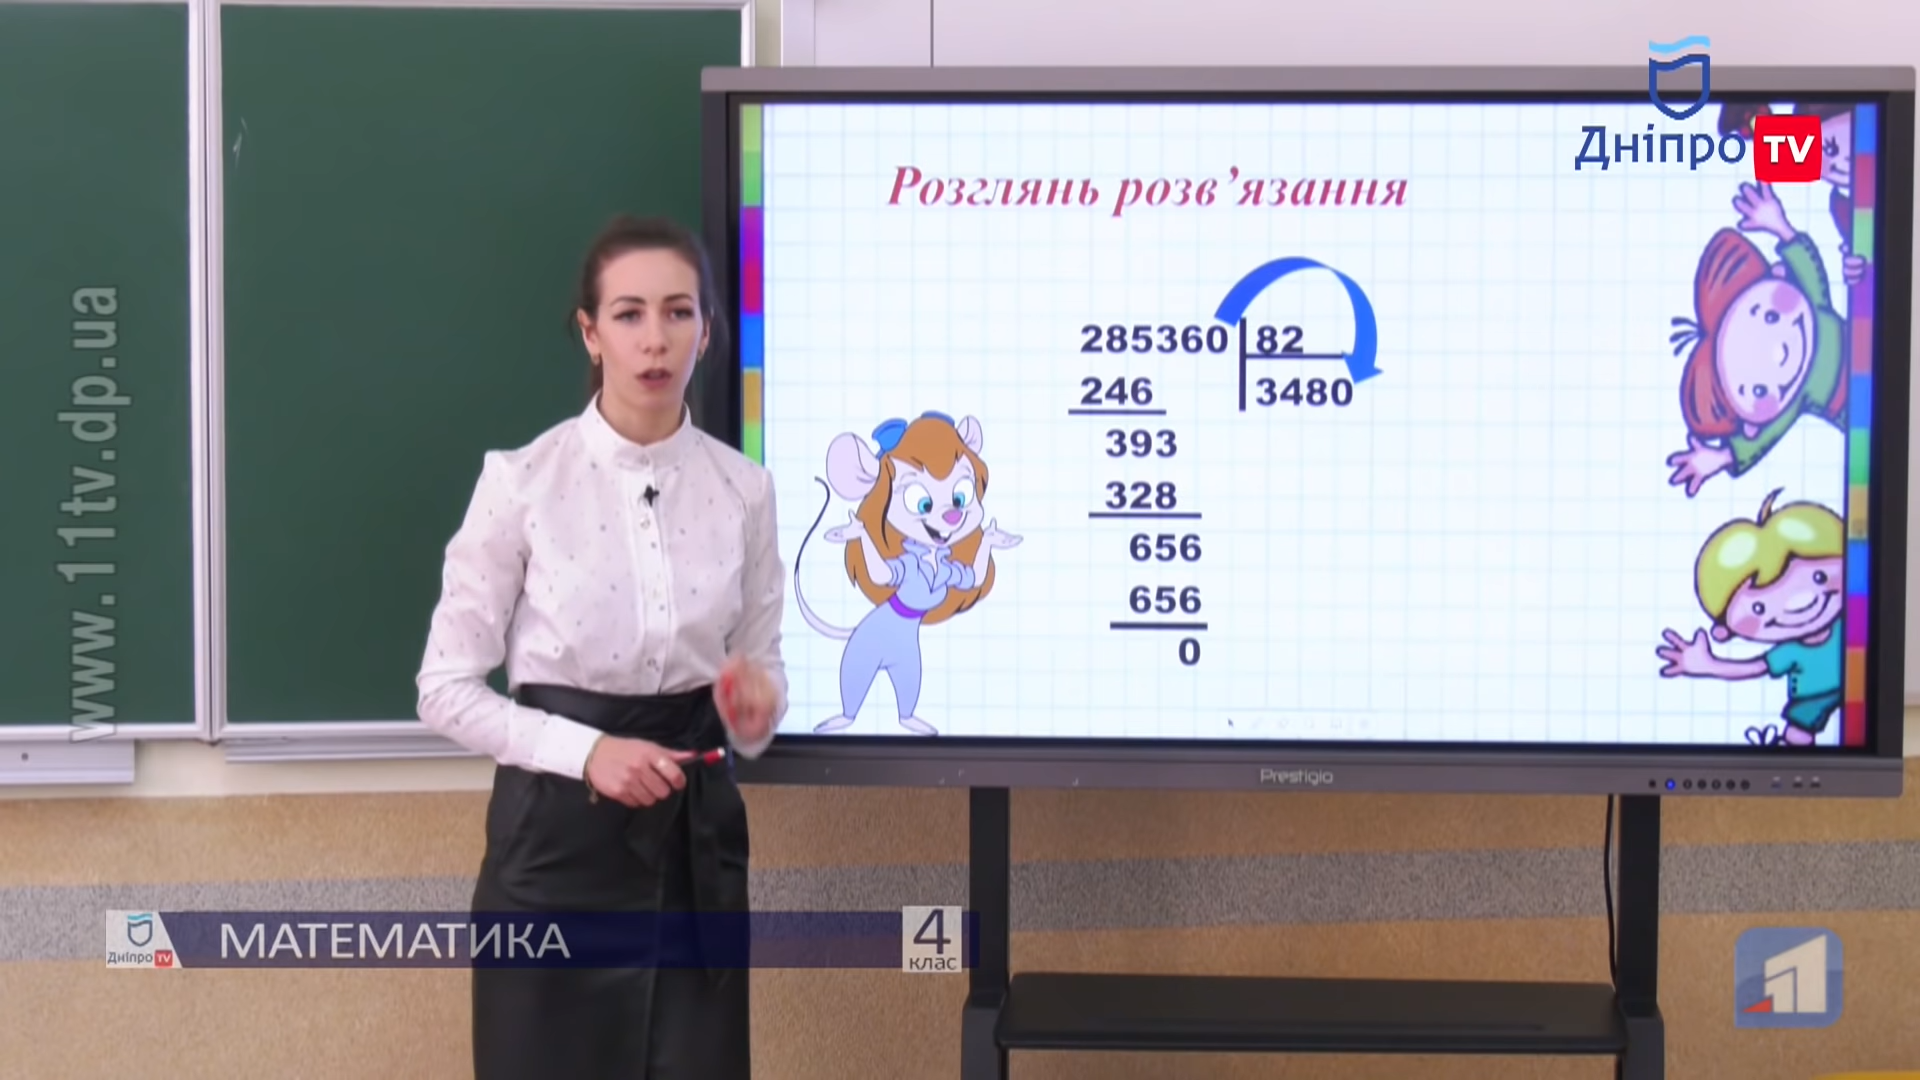 Дніпро TV
www.11tv.dp.ua
Розглянь розв’язання
285360 82
246 3480
393
328
656
656
0
Prestigio
Дніпро TV
МАТЕМАТИКА
4
клас
1